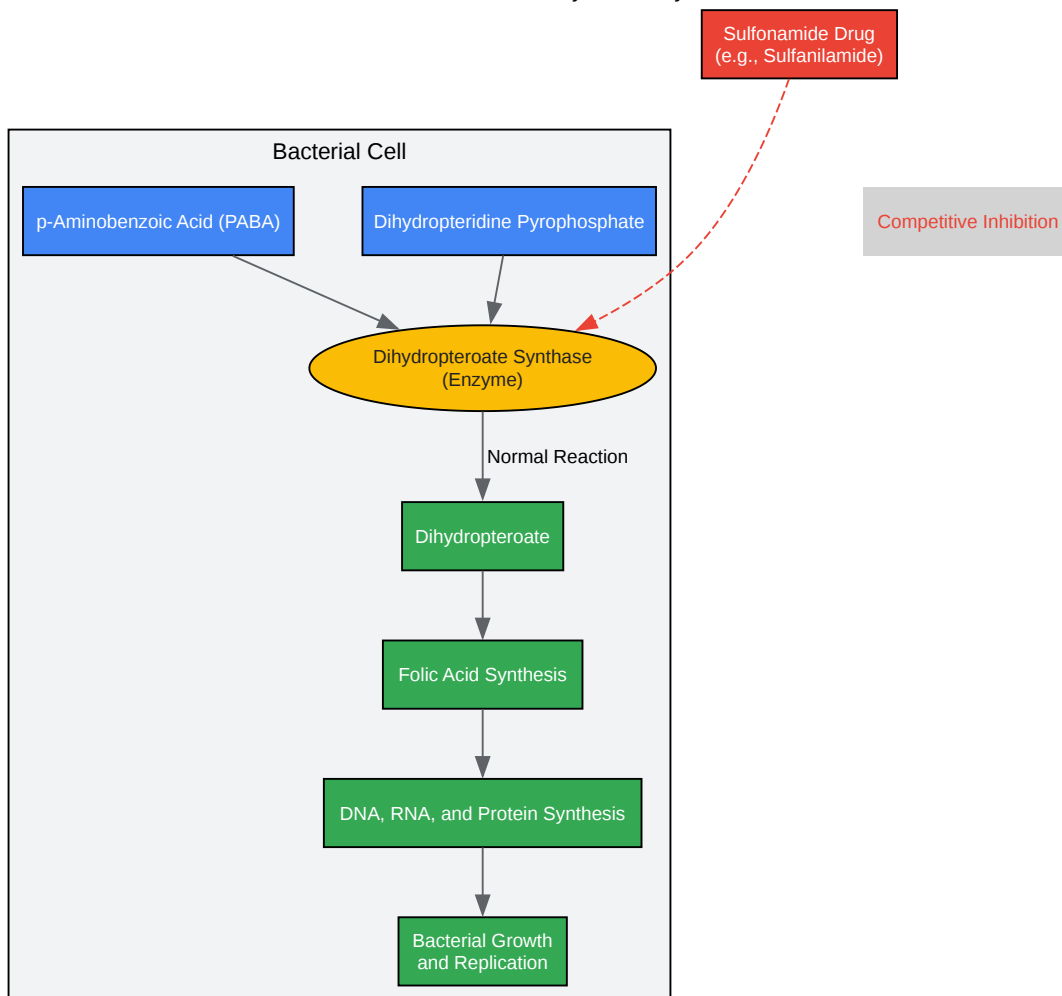 Sulfonamide Drug
(e.g., Sulfanilamide)
Bacterial Cell
p-Aminobenzoic Acid (PABA)
Dihydropteridine Pyrophosphate
Competitive Inhibition
Dihydropteroate Synthase
(Enzyme)
Normal Reaction
Dihydropteroate
Folic Acid Synthesis
DNA, RNA, and Protein Synthesis
Bacterial Growth
and Replication